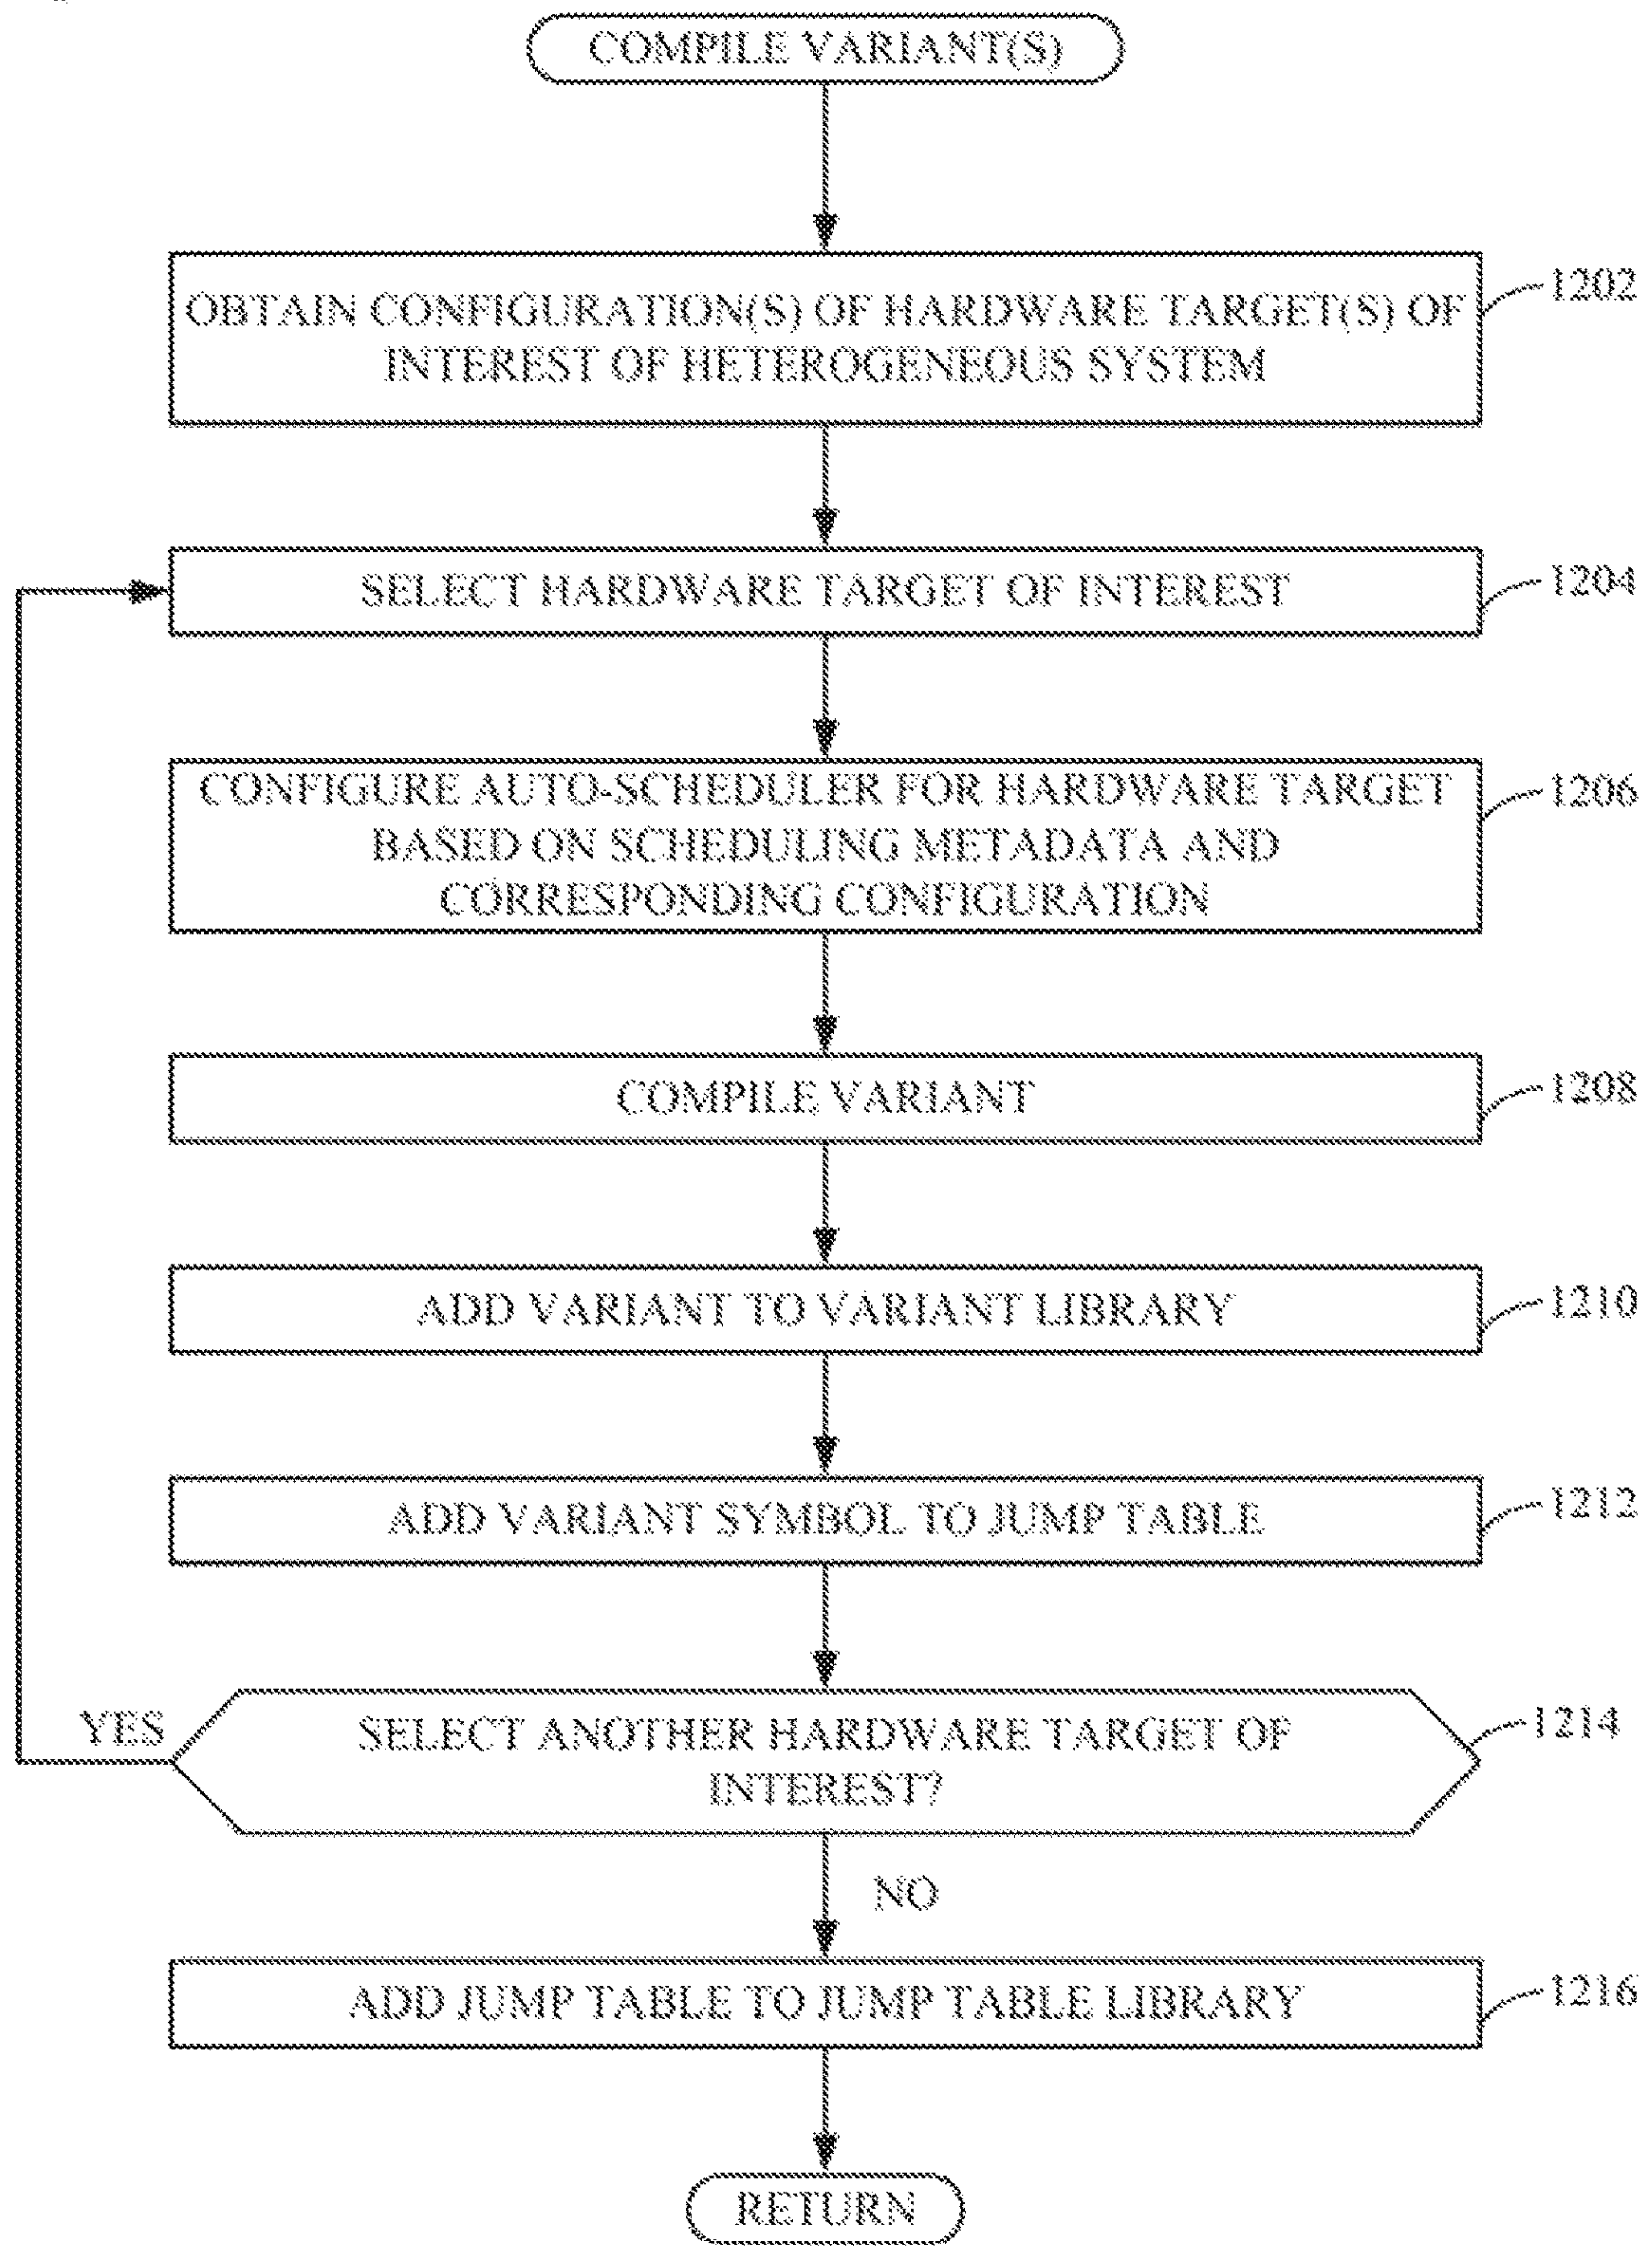 COMPILE VARIANT(S)
OBTAIN CONFIGURATION(S) OF HARDWARE TARGET(S) OF
INTEREST OF HETEROGENEOUS SYSTEM
1202
SELECT HARDWARE TARGET OF INTEREST
1204
CONFIGURE AUTO-SCHEDULER FOR HARDWARE TARGET
BASED ON SCHEDULING METADATA AND
CORRESPONDING CONFIGURATION
1206
COMPILE VARIANT
1208
ADD VARIANT TO VARIANT LIBRARY
1210
ADD VARIANT SYMBOL TO JUMP TABLE
1212
YES
SELECT ANOTHER HARDWARE TARGET OF
INTEREST?
1214
NO
ADD JUMP TABLE TO JUMP TABLE LIBRARY
1216
RETURN